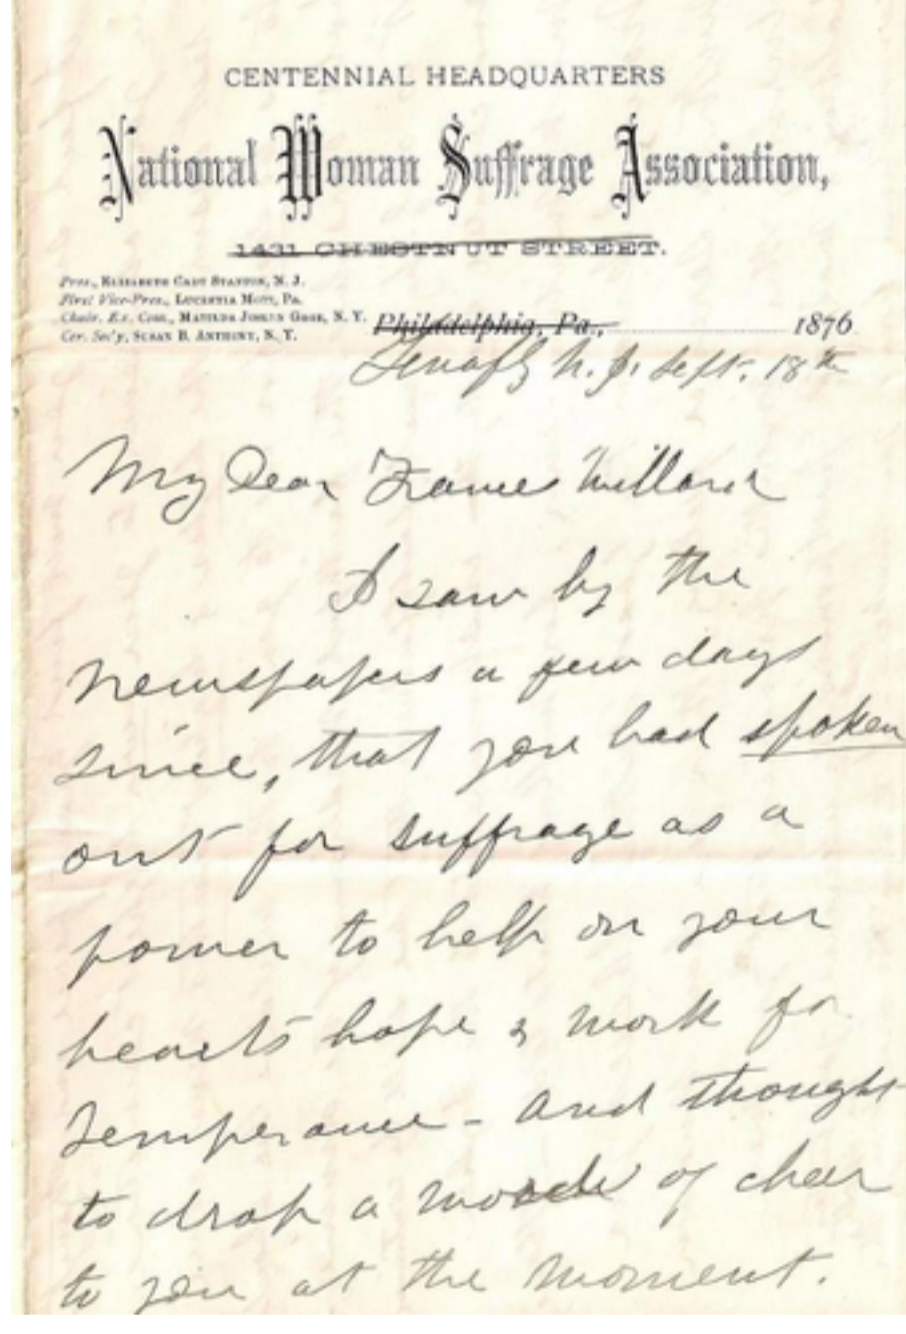 CENTENNIAL HEADQUARTERS
National Woman Suffrage Association,
1431 CHESTNUT STREET.
Pres., ELIZABETH CADY STANTON, N. J.
First Vice-Pres., LUCRETIA MOTT, Pa.
Chair. Ex. Com., MATILDA JOSLYN GAGE, N. Y.
Cor. Sec'y, SUSAN B. ANTHONY, N. Y.
Philadelphia, Pa., 1876
Tenafly N. J. Sept. 18th
My Dear Frances Willard
I saw by the
newspapers a few days
since, that you had spoken
out for suffrage as a
power to help on your
heart's hope & work for
temperance - and thought
to drop a word of cheer
to you at the moment.